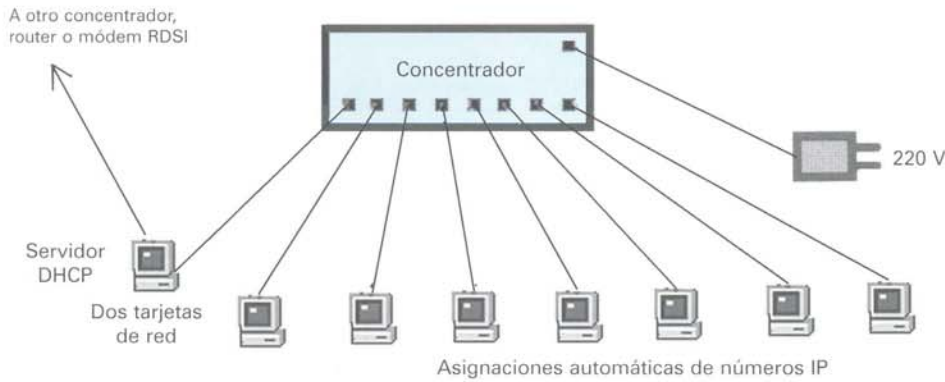 A otro concentrador,
router o módem RDSI
Concentrador
220 V
Servidor
DHCP
Dos tarjetas
de red
Asignaciones automáticas de números IP